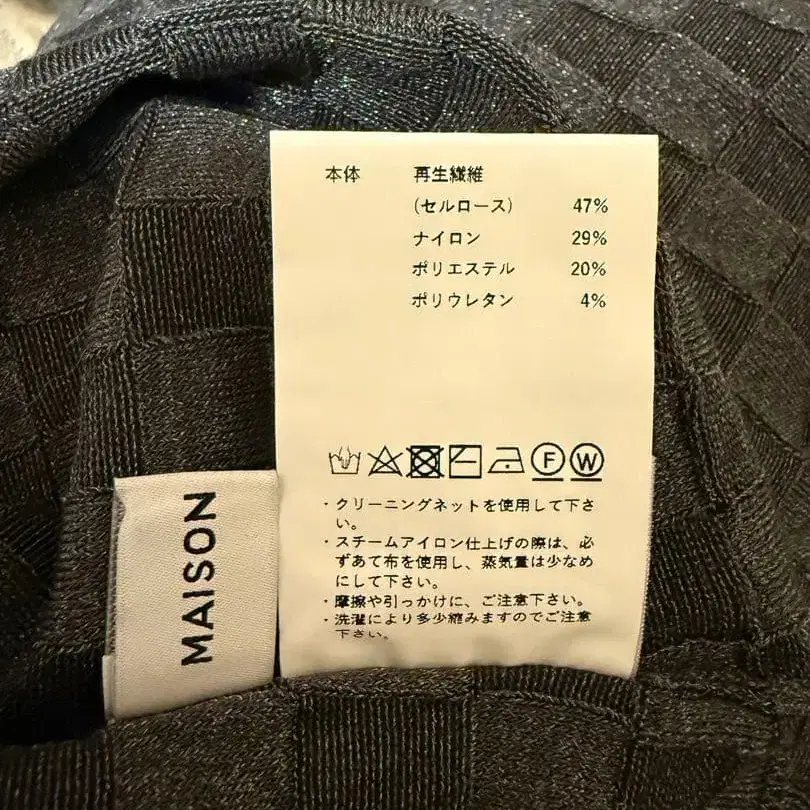 本体 再生繊維
(セルロース) 47%
ナイロン 29%
ポリエステル 20%
ポリウレタン 4%
F W
・クリーニングネットを使用して下さ
い。
・スチームアイロン仕上げの際は、必
ずあて布を使用し、蒸気量は少なめ
にして下さい。
・摩擦や引っかけに、ご注意下さい。
・洗濯により多少縮みますのでご注意
下さい。
MAISON